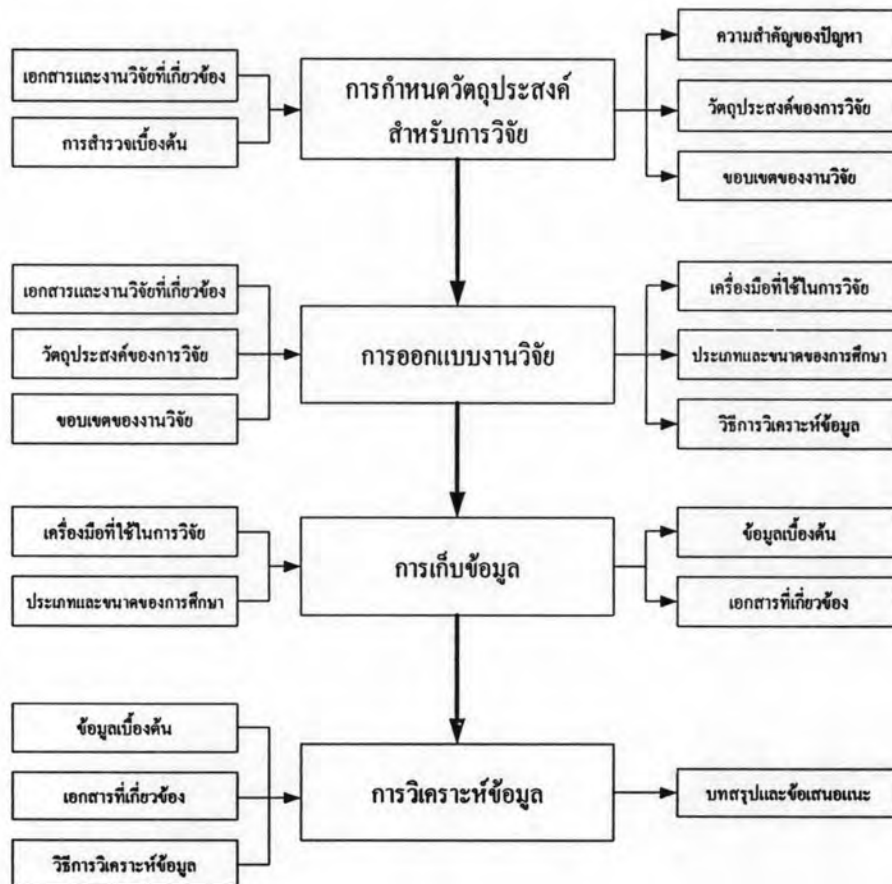 เอกสารและงานวิจัยที่เกี่ยวข้อง
การสำรวจเบื้องต้น
การกำหนดวัตถุประสงค์
สำหรับการวิจัย
ความสำคัญของปัญหา
วัตถุประสงค์ของการวิจัย
ขอบเขตของงานวิจัย
เอกสารและงานวิจัยที่เกี่ยวข้อง
วัตถุประสงค์ของการวิจัย
ขอบเขตของงานวิจัย
การออกแบบงานวิจัย
เครื่องมือที่ใช้ในการวิจัย
ประเภทและขนาดของการศึกษา
วิธีการวิเคราะห์ข้อมูล
เครื่องมือที่ใช้ในการวิจัย
ประเภทและขนาดของการศึกษา
การเก็บข้อมูล
ข้อมูลเบื้องต้น
เอกสารที่เกี่ยวข้อง
ข้อมูลเบื้องต้น
เอกสารที่เกี่ยวข้อง
วิธีการวิเคราะห์ข้อมูล
การวิเคราะห์ข้อมูล
บทสรุปและข้อเสนอแนะ